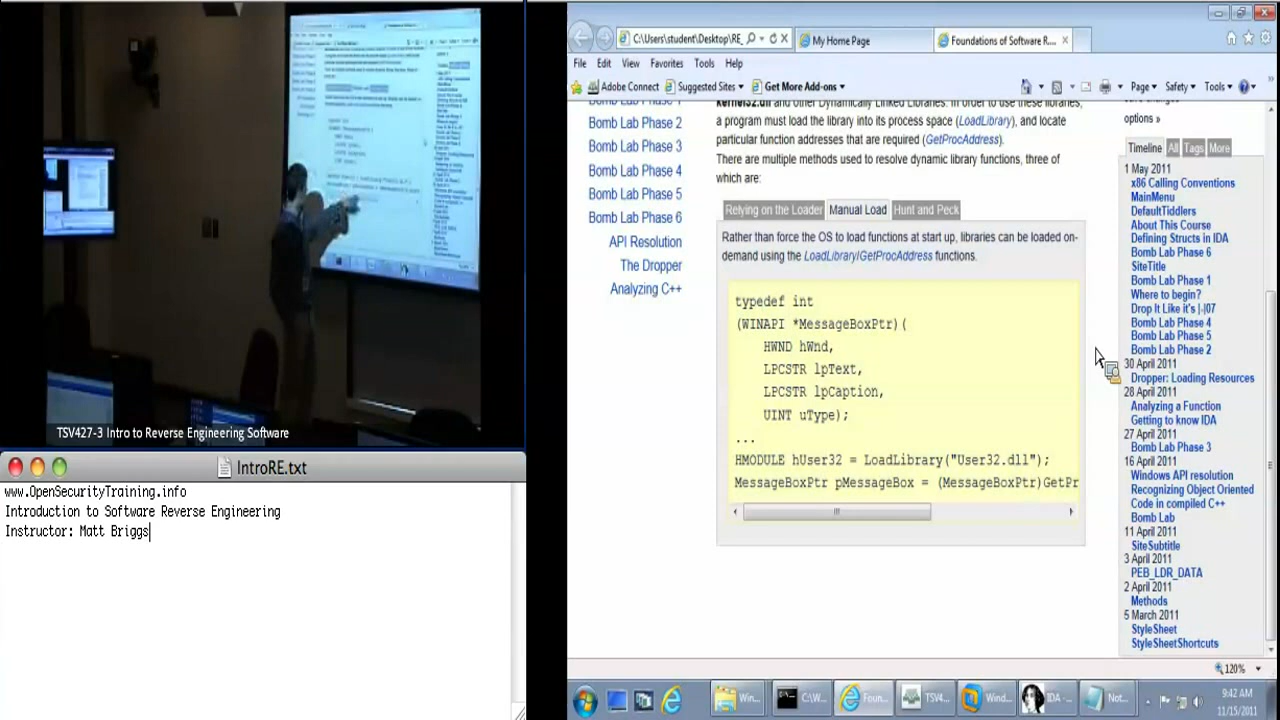 TSV427-3 Intro to Reverse Engineering Software
IntroRE.txt
www.OpenSecurityTraining.info
Introduction to Software Reverse Engineering
Instructor: Matt Briggs
C:\Users\student\Desktop\
My Home Page
Foundations of Software R...
File Edit View Favorites Tools Help
Adobe Connect Suggested Sites Get More Add-ons
Page Safety Tools
Bomb Lab Phase 1
Bomb Lab Phase 2
Bomb Lab Phase 3
Bomb Lab Phase 4
Bomb Lab Phase 5
Bomb Lab Phase 6
API Resolution
The Dropper
Analyzing C++
kernel32.dll and other Dynamically Linked Libraries. In order to use these libraries,
a program must load the library into its process space (LoadLibrary), and locate
particular function addresses that are required (GetProcAddress).
There are multiple methods used to resolve dynamic library functions, three of
which are:
Relying on the Loader Manual Load Hunt and Peck
Rather than force the OS to load functions at start up, libraries can be loaded on-
demand using the LoadLibrary/GetProcAddress functions.
typedef int
(WINAPI *MessageBoxPtr)(
HWND hWnd,
LPCSTR lpText,
LPCSTR lpCaption,
UINT uType);
...
HMODULE hUser32 = LoadLibrary("User32.dll");
MessageBoxPtr pMessageBox = (MessageBoxPtr)GetPr
options »
Timeline All Tags More
1 May 2011
x86 Calling Conventions
MainMenu
DefaultTiddlers
About This Course
Defining Structs in IDA
Bomb Lab Phase 6
SiteTitle
Bomb Lab Phase 1
Where to begin?
Drop It Like it's |-|07
Bomb Lab Phase 4
Bomb Lab Phase 5
Bomb Lab Phase 2
30 April 2011
Dropper: Loading Resources
28 April 2011
Analyzing a Function
Getting to know IDA
27 April 2011
Bomb Lab Phase 3
16 April 2011
Windows API resolution
Recognizing Object Oriented
Code in compiled C++
Bomb Lab
11 April 2011
SiteSubtitle
3 April 2011
PEB_LDR_DATA
2 April 2011
Methods
5 March 2011
StyleSheet
StyleSheetShortcuts
120%
Win... C:\W... Foun... TSV4... Wind... IDA -... Not...
9:42 AM
11/15/2011